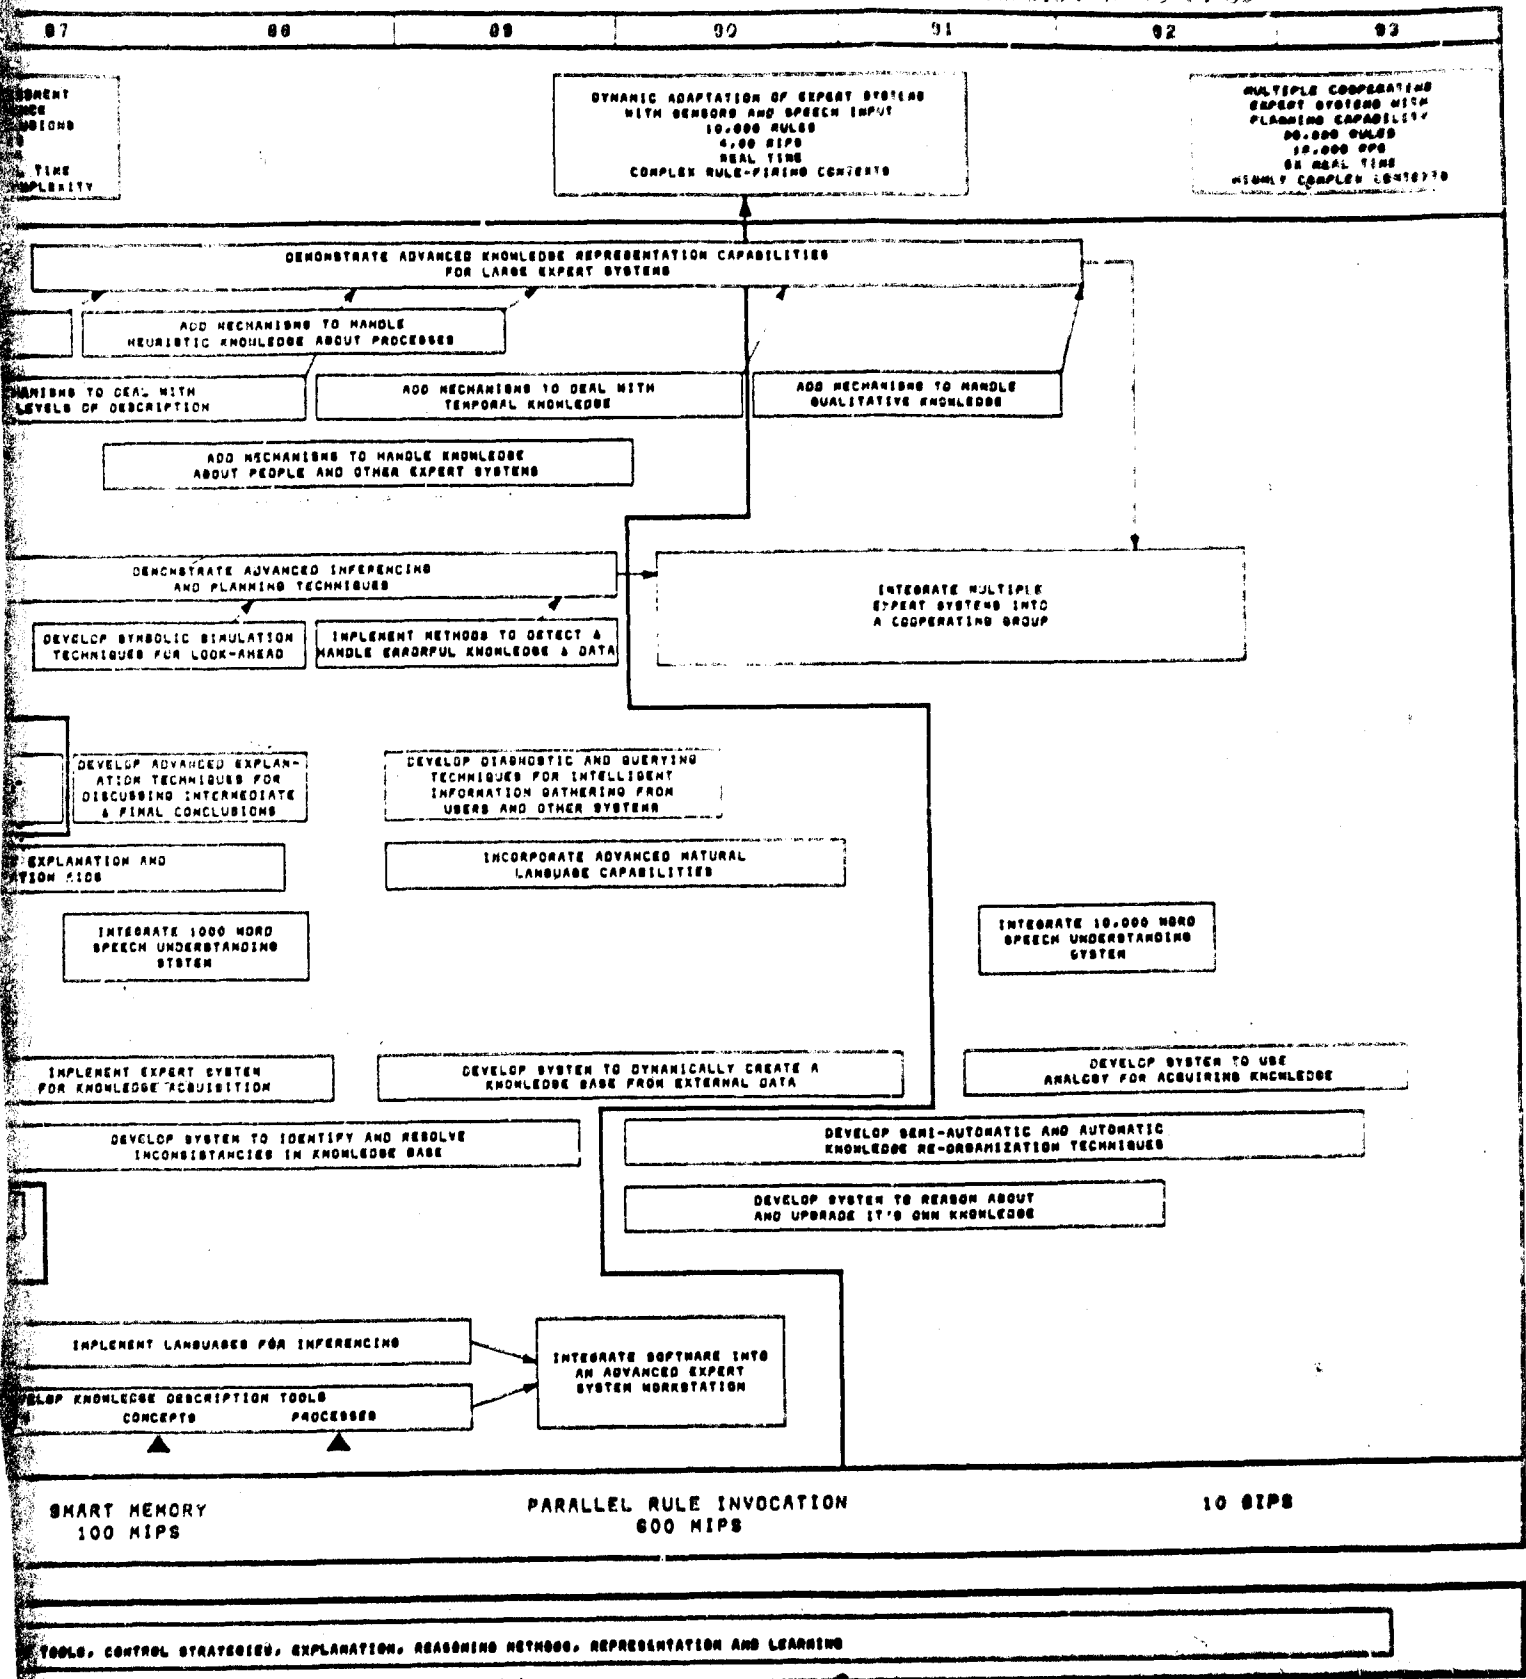 87 88 89 90 91 92 93
TIME
DYNAMIC ADAPTATION OF EXPERT SYSTEMS
WITH SENSORS AND SPEECH INPUT
10,000 RULES
REAL TIME
COMPLEX RULE-FIRING CONTEXTS
MULTIPLE COOPERATING
EXPERT SYSTEMS WITH
PLANNING CAPABILITY
RULES
REAL TIME
HIGHLY COMPLEX CONTEXTS
DEMONSTRATE ADVANCED KNOWLEDGE REPRESENTATION CAPABILITIES
FOR LARGE EXPERT SYSTEMS
ADD MECHANISMS TO HANDLE
HEURISTIC KNOWLEDGE ABOUT PROCESSES
TO DEAL WITH
LEVELS OF DESCRIPTION
ADD MECHANISMS TO DEAL WITH
TEMPORAL KNOWLEDGE
ADD MECHANISMS TO HANDLE
QUALITATIVE KNOWLEDGE
ADD MECHANISMS TO HANDLE KNOWLEDGE
ABOUT PEOPLE AND OTHER EXPERT SYSTEMS
DEMONSTRATE ADVANCED INFERENCING
AND PLANNING TECHNIQUES
INTEGRATE MULTIPLE
EXPERT SYSTEMS INTO
A COOPERATING GROUP
DEVELOP SYMBOLIC SIMULATION
TECHNIQUES FOR LOOK-AHEAD
IMPLEMENT METHODS TO DETECT &
HANDLE ERRORFUL KNOWLEDGE & DATA
DEVELOP ADVANCED EXPLAN-
ATION TECHNIQUES FOR
DISCUSSING INTERMEDIATE
& FINAL CONCLUSIONS
DEVELOP DIAGNOSTIC AND QUERYING
TECHNIQUES FOR INTELLIGENT
INFORMATION GATHERING FROM
USERS AND OTHER SYSTEMS
EXPLANATION AND
AIDS
INCORPORATE ADVANCED NATURAL
LANGUAGE CAPABILITIES
INTEGRATE 1000 WORD
SPEECH UNDERSTANDING
SYSTEM
INTEGRATE 10,000 WORD
SPEECH UNDERSTANDING
SYSTEM
IMPLEMENT EXPERT SYSTEM
FOR KNOWLEDGE ACQUISITION
DEVELOP SYSTEM TO DYNAMICALLY CREATE A
KNOWLEDGE BASE FROM EXTERNAL DATA
DEVELOP SYSTEM TO USE
ANALOGY FOR ACQUIRING KNOWLEDGE
DEVELOP SYSTEM TO IDENTIFY AND RESOLVE
INCONSISTANCIES IN KNOWLEDGE BASE
DEVELOP SEMI-AUTOMATIC AND AUTOMATIC
KNOWLEDGE RE-ORGANIZATION TECHNIQUES
DEVELOP SYSTEM TO REASON ABOUT
AND UPGRADE IT'S OWN KNOWLEDGE
IMPLEMENT LANGUAGES FOR INFERENCING
INTEGRATE SOFTWARE INTO
AN ADVANCED EXPERT
SYSTEM WORKSTATION
KNOWLEDGE DESCRIPTION TOOLS
CONCEPTS PROCESSES
SMART MEMORY
100 MIPS
PARALLEL RULE INVOCATION
600 MIPS
10 GIPS
TOOLS, CONTROL STRATEGIES, EXPLANATION, REASONING METHODS, REPRESENTATION AND LEARNING